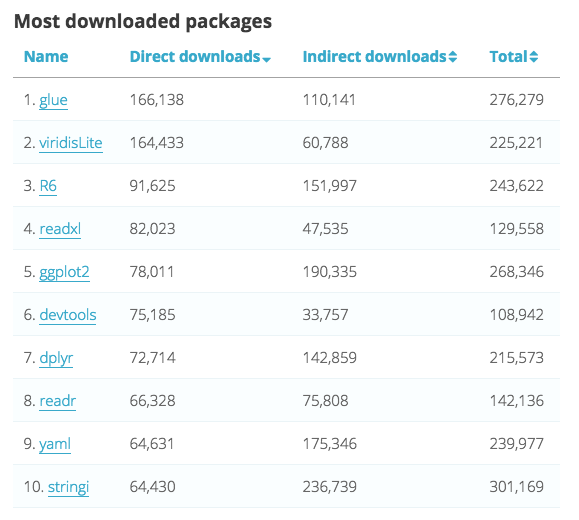 Most downloaded packages
Name Direct downloads Indirect downloads Total
1. glue 166,138 110,141 276,279
2. viridisLite 164,433 60,788 225,221
3. R6 91,625 151,997 243,622
4. readxl 82,023 47,535 129,558
5. ggplot2 78,011 190,335 268,346
6. devtools 75,185 33,757 108,942
7. dplyr 72,714 142,859 215,573
8. readr 66,328 75,808 142,136
9. yaml 64,631 175,346 239,977
10. stringi 64,430 236,739 301,169